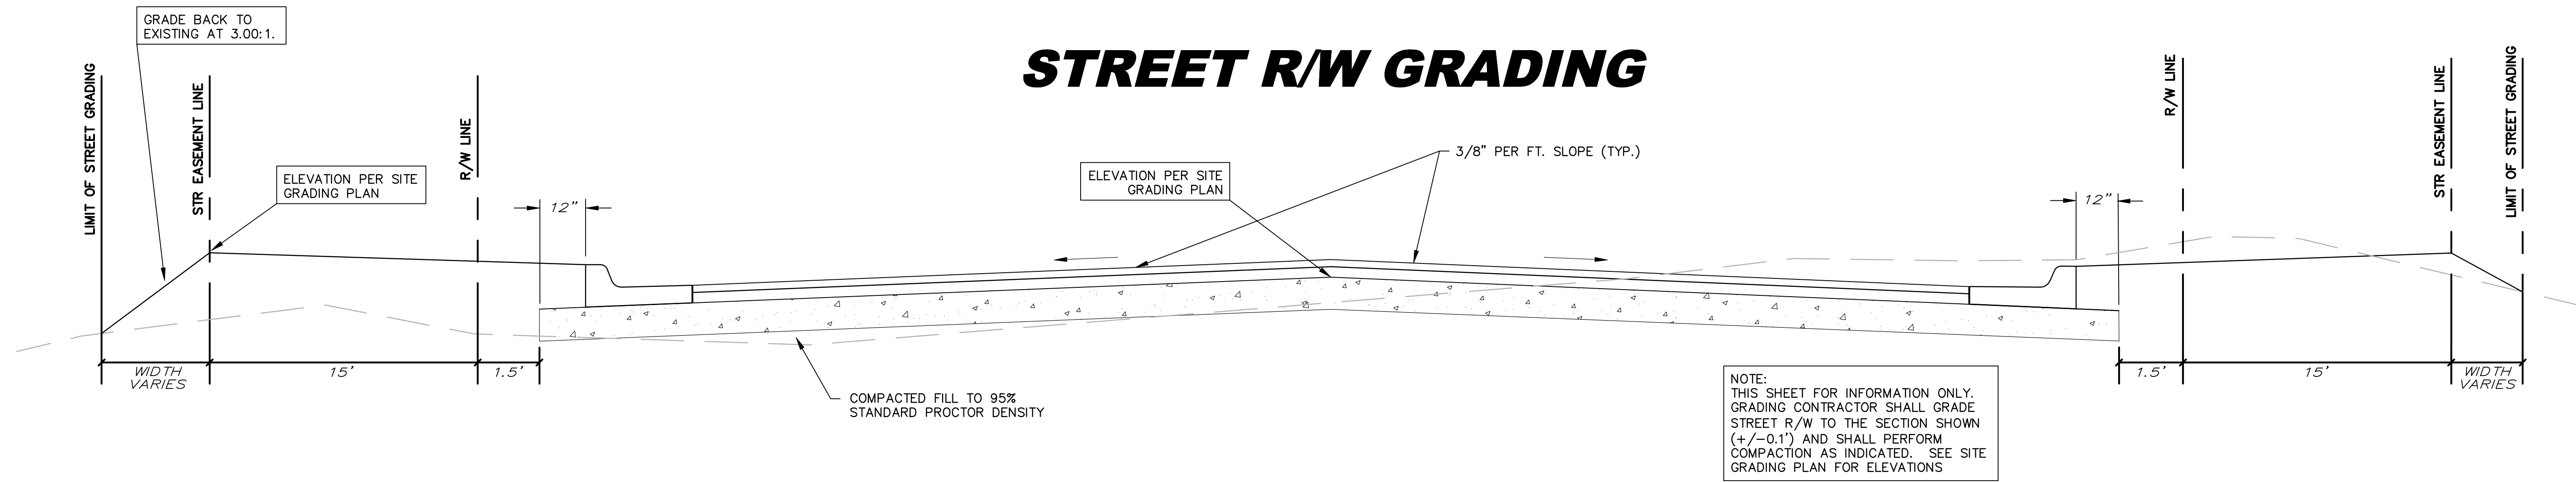 GRADE BACK TO
EXISTING AT 3.00:1.
STREET R/W GRADING
LIMIT OF STREET GRADING
STR EASEMENT LINE
R/W LINE
ELEVATION PER SITE
GRADING PLAN
12"
ELEVATION PER SITE
GRADING PLAN
3/8" PER FT. SLOPE (TYP.)
12"
R/W LINE
STR EASEMENT LINE
LIMIT OF STREET GRADING
WIDTH
VARIES
15'
1.5'
COMPACTED FILL TO 95%
STANDARD PROCTOR DENSITY
NOTE:
THIS SHEET FOR INFORMATION ONLY.
GRADING CONTRACTOR SHALL GRADE
STREET R/W TO THE SECTION SHOWN
(+/-0.1') AND SHALL PERFORM
COMPACTION AS INDICATED. SEE SITE
GRADING PLAN FOR ELEVATIONS
1.5'
15'
WIDTH
VARIES